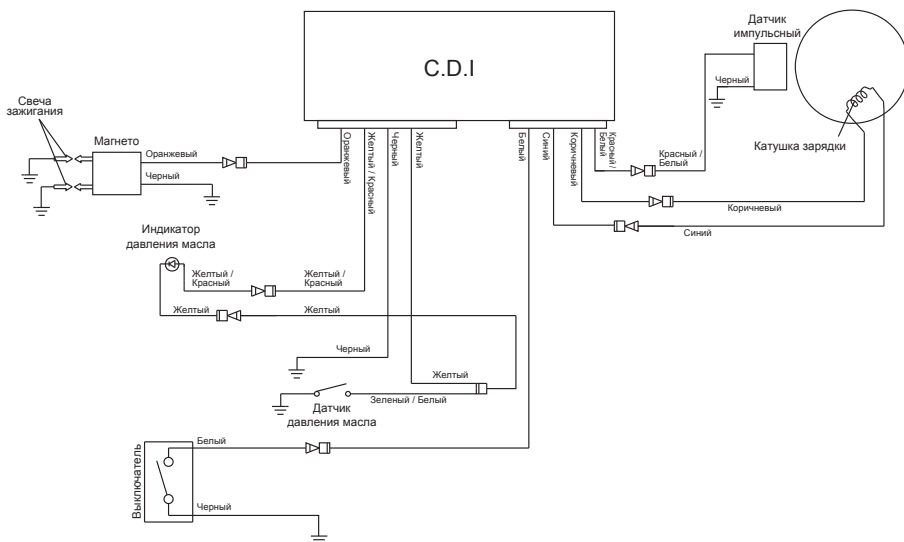 C.D.I
Датчик
импульсный
Черный
Катушка зарядки
Свеча
зажигания
Магнето
Оранжевый
Черный
Оранжевый
Желтый / Красный
Черный
Желтый
Белый
Синий
Коричневый
Красный /
Белый
Красный /
Белый
Коричневый
Синий
Индикатор
давления масла
Желтый /
Красный
Желтый /
Красный
Желтый
Желтый
Черный
Желтый
Зеленый / Белый
Датчик
давления масла
Выключатель
Белый
Черный